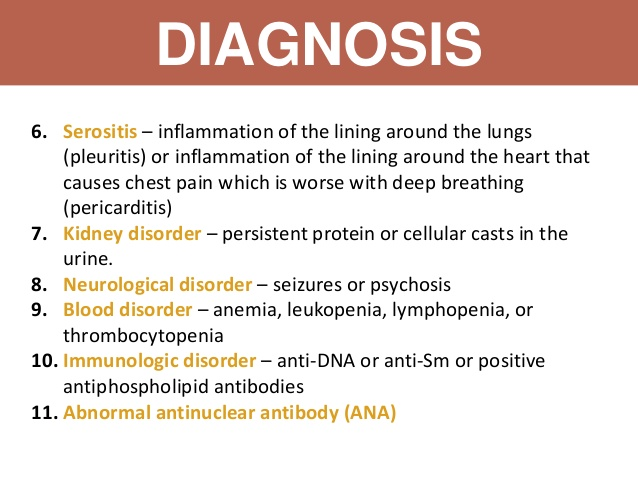 DIAGNOSIS
6. Serositis – inflammation of the lining around the lungs
(pleuritis) or inflammation of the lining around the heart that
causes chest pain which is worse with deep breathing
(pericarditis)
7. Kidney disorder – persistent protein or cellular casts in the
urine.
8. Neurological disorder – seizures or psychosis
9. Blood disorder – anemia, leukopenia, lymphopenia, or
thrombocytopenia
10. Immunologic disorder – anti-DNA or anti-Sm or positive
antiphospholipid antibodies
11. Abnormal antinuclear antibody (ANA)